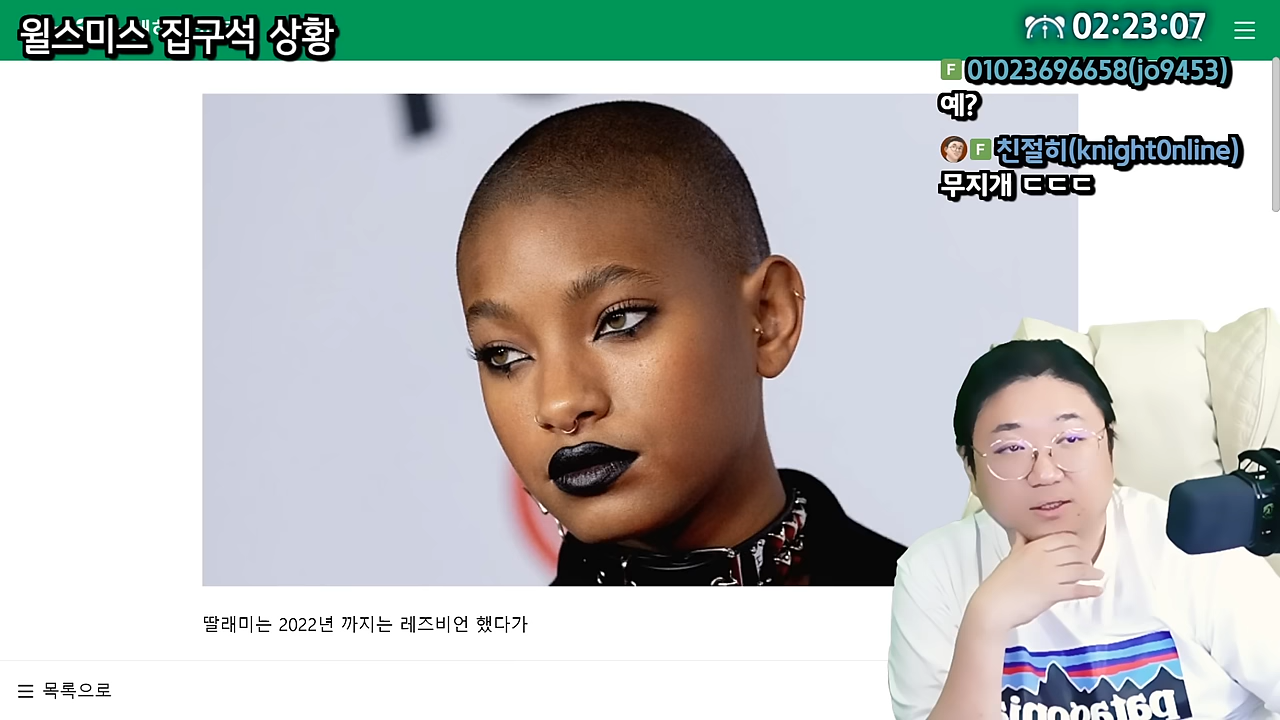 윌스미스 집구석 상황
02:23:07
F 01023696658(jo9453)
예?
F 친절히(knight0nline)
무지개 ㄷㄷㄷ
딸래미는 2022년 까지는 레즈비언 했다가
목록으로
patagonia